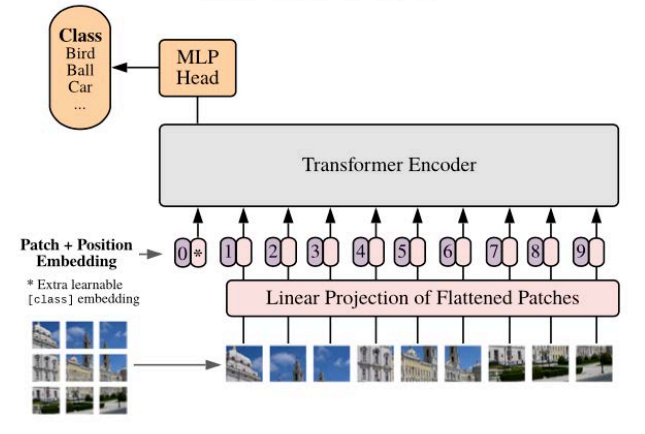 Class
Bird
Ball
Car
...
MLP
Head
Transformer Encoder
Patch + Position
Embedding
0 * 1 2 3 4 5 6 7 8 9
* Extra learnable
[class] embedding
Linear Projection of Flattened Patches